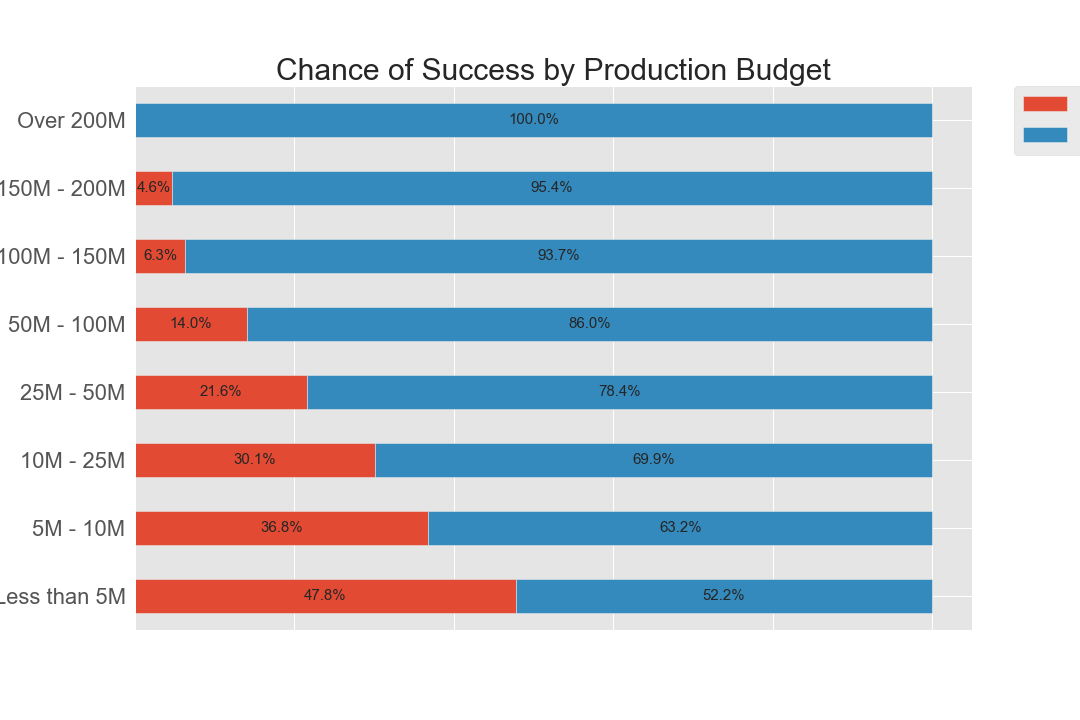 Chance of Success by Production Budget
Over 200M 100.0%
150M - 200M 4.6% 95.4%
100M - 150M 6.3% 93.7%
50M - 100M 14.0% 86.0%
25M - 50M 21.6% 78.4%
10M - 25M 30.1% 69.9%
5M - 10M 36.8% 63.2%
Less than 5M 47.8% 52.2%